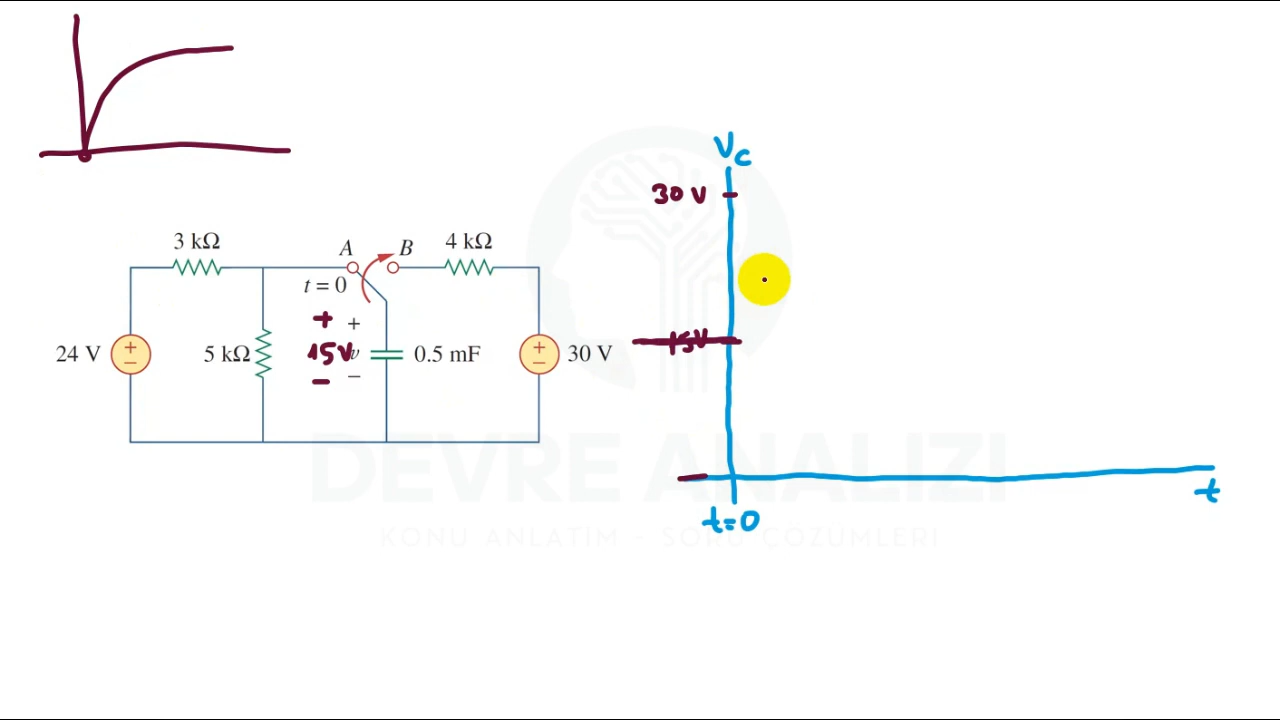 Vc
30 V
3 kΩ
A
B
4 kΩ
t = 0
+
+
15V
24 V
+
−
5 kΩ
15V
v
0.5 mF
+
−
30 V
−
−
DEVRE ANALIZI
t
t=0
KONU ANLATIM - SORU ÇÖZÜMLERI